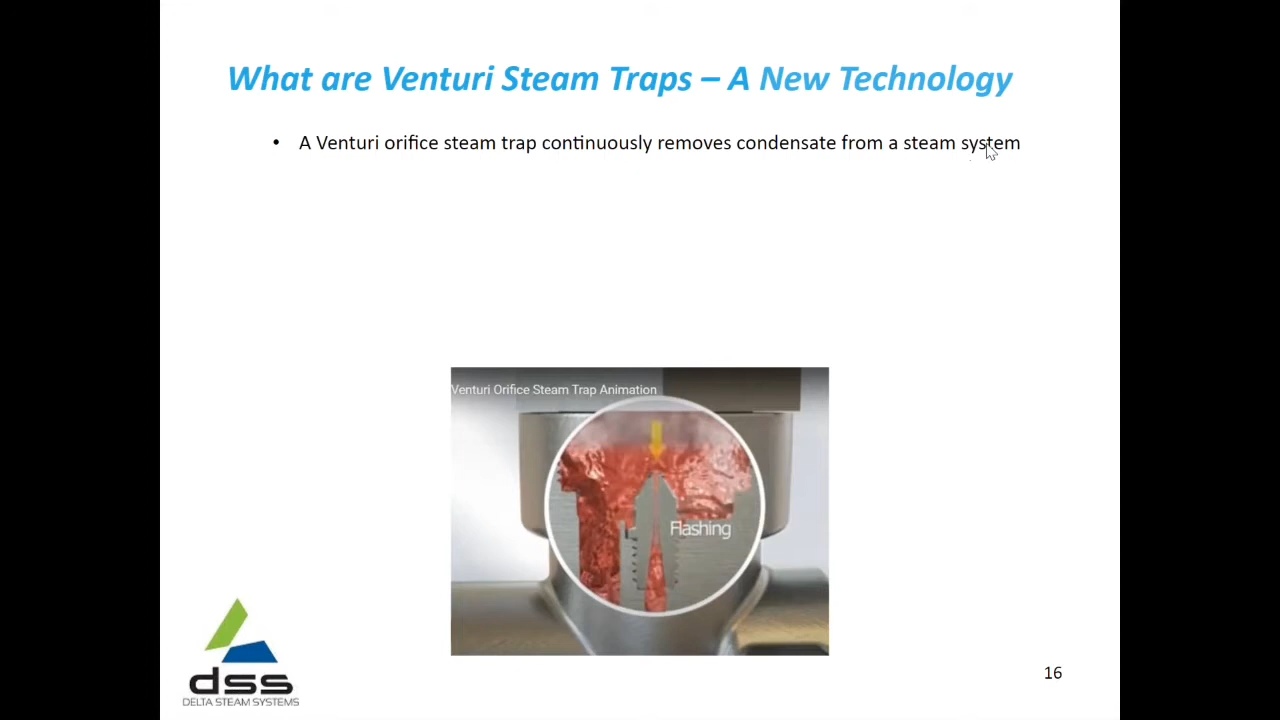 What are Venturi Steam Traps – A New Technology
• A Venturi orifice steam trap continuously removes condensate from a steam system
Venturi Orifice Steam Trap Animation
Flashing
dss
DELTA STEAM SYSTEMS
16